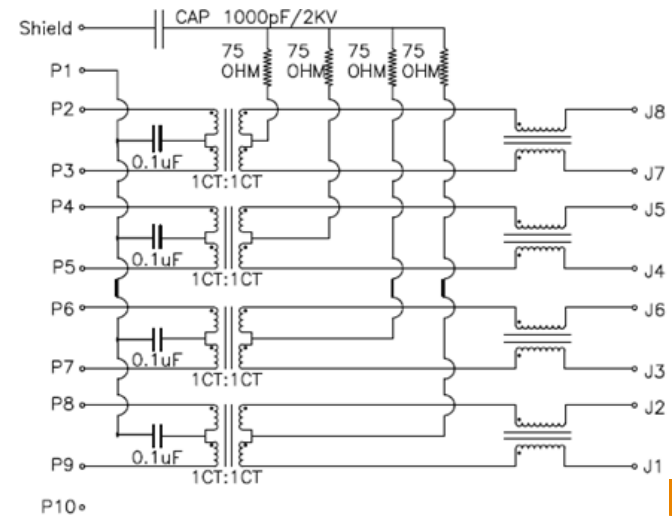 Shield CAP 1000pF/2KV
P1 75 75 75 75
OHM OHM OHM OHM
P2 J8
0.1uF
P3 1CT:1CT J7
P4 J5
0.1uF
P5 1CT:1CT J4
P6 J6
0.1uF
P7 1CT:1CT J3
P8 J2
0.1uF
P9 1CT:1CT J1
P10